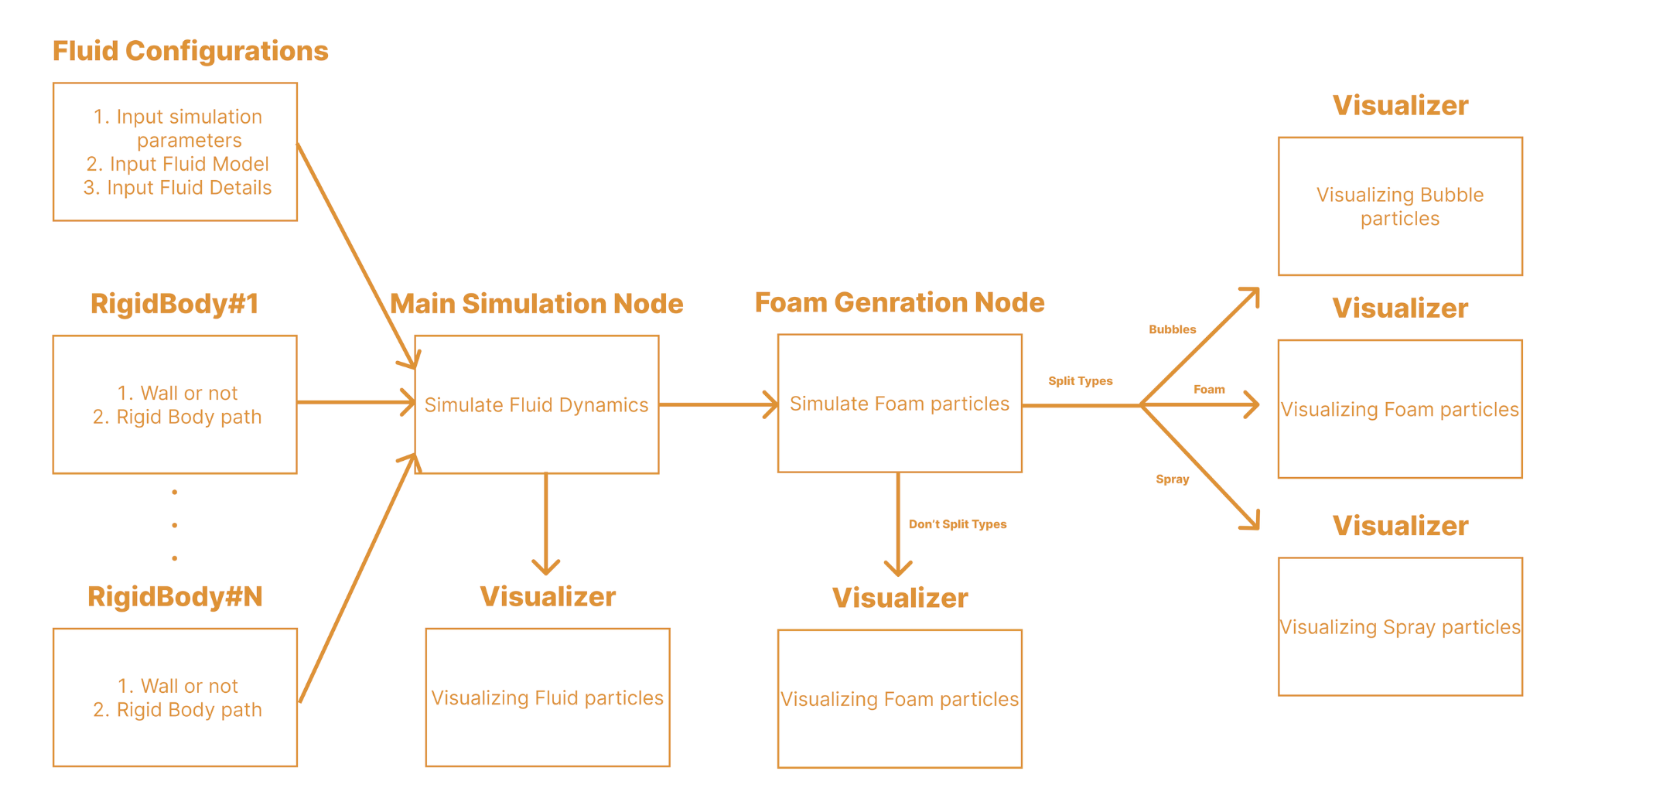 Fluid Configurations
1. Input simulation
parameters
2. Input Fluid Model
3. Input Fluid Details
RigidBody#1
1. Wall or not
2. Rigid Body path
RigidBody#N
1. Wall or not
2. Rigid Body path
Main Simulation Node
Simulate Fluid Dynamics
Visualizer
Visualizing Fluid particles
Foam Genration Node
Simulate Foam particles
Don't Split Types
Visualizer
Visualizing Foam particles
Split Types
Bubbles
Foam
Spray
Visualizer
Visualizing Bubble
particles
Visualizer
Visualizing Foam particles
Visualizer
Visualizing Spray particles